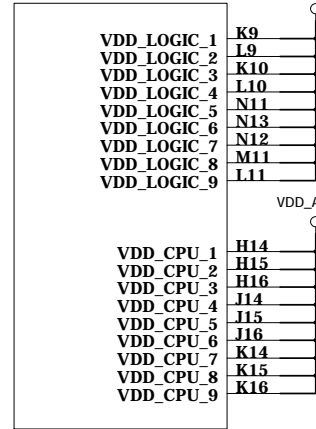 VDD_LOGIC_1 K9
VDD_LOGIC_2 L9
VDD_LOGIC_3 K10
VDD_LOGIC_4 L10
VDD_LOGIC_5 N11
VDD_LOGIC_6 N13
VDD_LOGIC_7 N12
VDD_LOGIC_8 M11
VDD_LOGIC_9 L11
VDD_A
VDD_CPU_1 H14
VDD_CPU_2 H15
VDD_CPU_3 H16
VDD_CPU_4 J14
VDD_CPU_5 J15
VDD_CPU_6 J16
VDD_CPU_7 K14
VDD_CPU_8 K15
VDD_CPU_9 K16